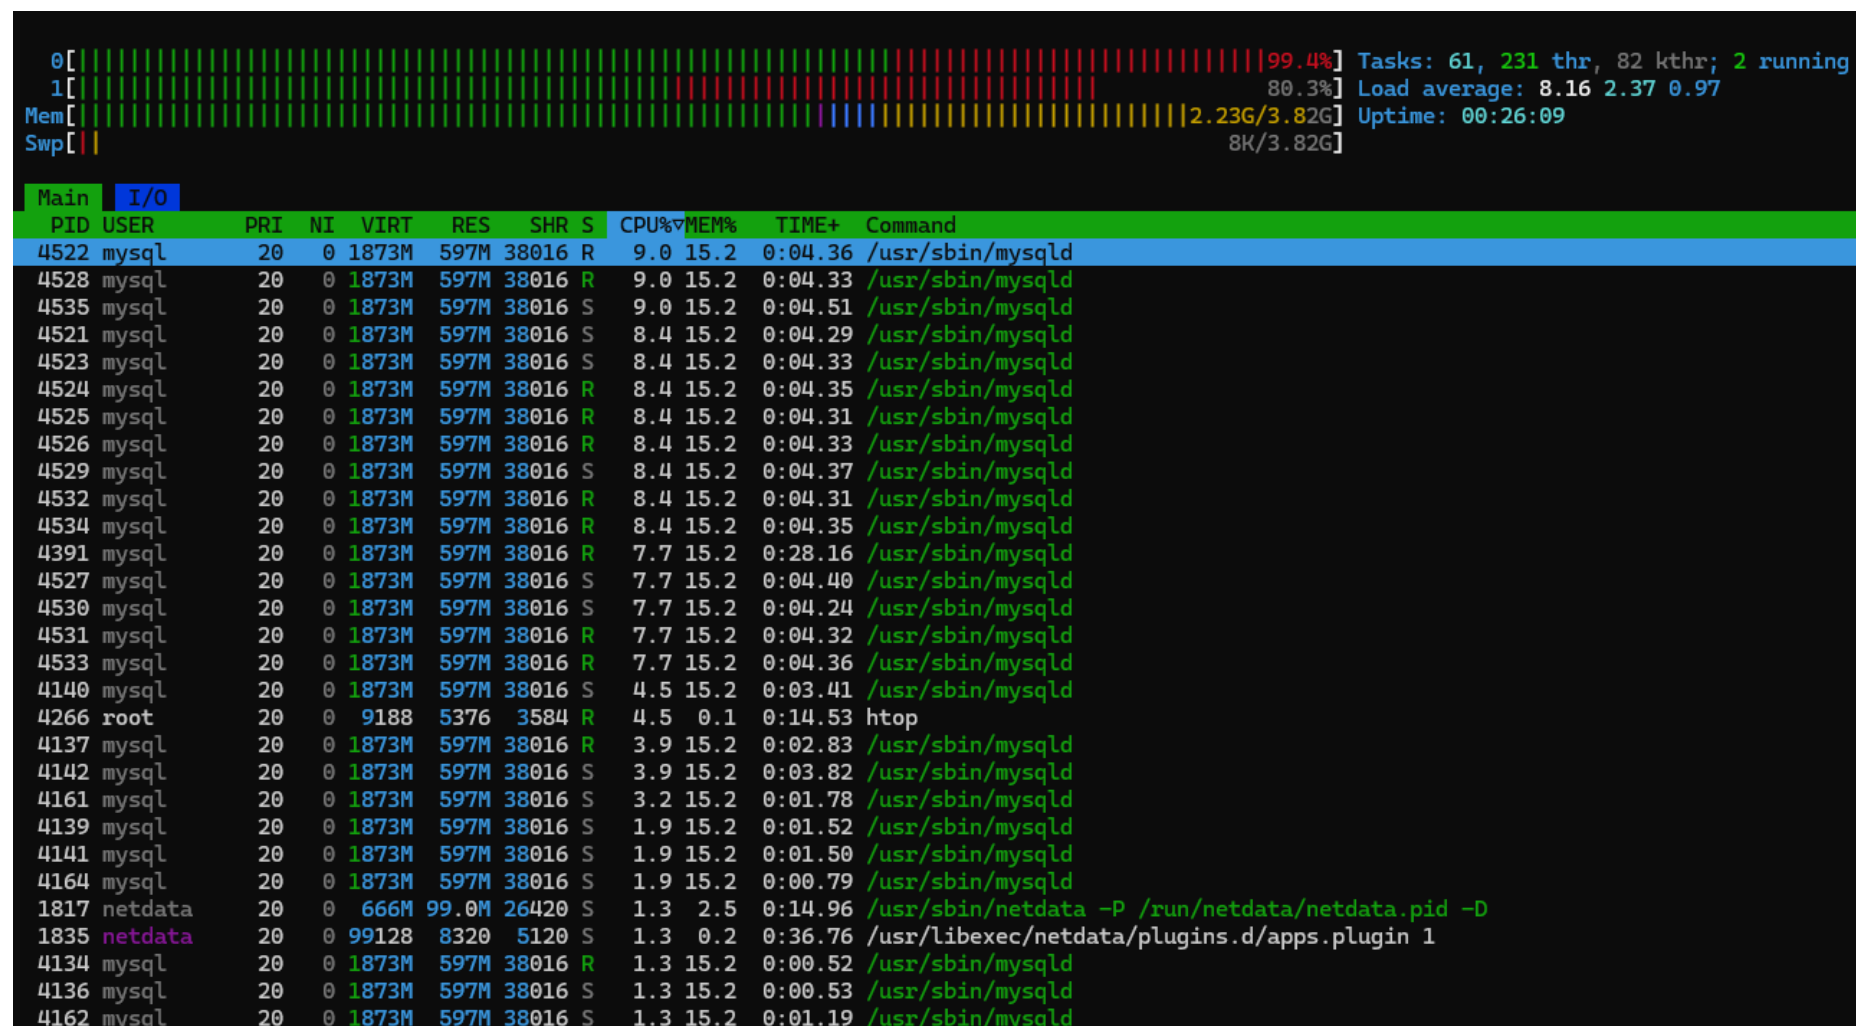 0[99.4%] Tasks: 61, 231 thr, 82 kthr; 2 running
1[80.3%] Load average: 8.16 2.37 0.97
Mem[2.23G/3.82G] Uptime: 00:26:09
Swp[8K/3.82G]
Main I/O
PID USER PRI NI VIRT RES SHR S CPU%▽MEM% TIME+ Command
4522 mysql 20 0 1873M 597M 38016 R 9.0 15.2 0:04.36 /usr/sbin/mysqld
4528 mysql 20 0 1873M 597M 38016 R 9.0 15.2 0:04.33 /usr/sbin/mysqld
4535 mysql 20 0 1873M 597M 38016 S 9.0 15.2 0:04.51 /usr/sbin/mysqld
4521 mysql 20 0 1873M 597M 38016 S 8.4 15.2 0:04.29 /usr/sbin/mysqld
4523 mysql 20 0 1873M 597M 38016 S 8.4 15.2 0:04.33 /usr/sbin/mysqld
4524 mysql 20 0 1873M 597M 38016 R 8.4 15.2 0:04.35 /usr/sbin/mysqld
4525 mysql 20 0 1873M 597M 38016 R 8.4 15.2 0:04.31 /usr/sbin/mysqld
4526 mysql 20 0 1873M 597M 38016 R 8.4 15.2 0:04.33 /usr/sbin/mysqld
4529 mysql 20 0 1873M 597M 38016 S 8.4 15.2 0:04.37 /usr/sbin/mysqld
4532 mysql 20 0 1873M 597M 38016 R 8.4 15.2 0:04.31 /usr/sbin/mysqld
4534 mysql 20 0 1873M 597M 38016 R 8.4 15.2 0:04.35 /usr/sbin/mysqld
4391 mysql 20 0 1873M 597M 38016 R 7.7 15.2 0:28.16 /usr/sbin/mysqld
4527 mysql 20 0 1873M 597M 38016 S 7.7 15.2 0:04.40 /usr/sbin/mysqld
4530 mysql 20 0 1873M 597M 38016 S 7.7 15.2 0:04.24 /usr/sbin/mysqld
4531 mysql 20 0 1873M 597M 38016 R 7.7 15.2 0:04.32 /usr/sbin/mysqld
4533 mysql 20 0 1873M 597M 38016 R 7.7 15.2 0:04.36 /usr/sbin/mysqld
4140 mysql 20 0 1873M 597M 38016 S 4.5 15.2 0:03.41 /usr/sbin/mysqld
4266 root 20 0 9188 5376 3584 R 4.5 0.1 0:14.53 htop
4137 mysql 20 0 1873M 597M 38016 R 3.9 15.2 0:02.83 /usr/sbin/mysqld
4142 mysql 20 0 1873M 597M 38016 S 3.9 15.2 0:03.82 /usr/sbin/mysqld
4161 mysql 20 0 1873M 597M 38016 S 3.2 15.2 0:01.78 /usr/sbin/mysqld
4139 mysql 20 0 1873M 597M 38016 S 1.9 15.2 0:01.52 /usr/sbin/mysqld
4141 mysql 20 0 1873M 597M 38016 S 1.9 15.2 0:01.50 /usr/sbin/mysqld
4164 mysql 20 0 1873M 597M 38016 S 1.9 15.2 0:00.79 /usr/sbin/mysqld
1817 netdata 20 0 666M 99.0M 26420 S 1.3 2.5 0:14.96 /usr/sbin/netdata -P /run/netdata/netdata.pid -D
1835 netdata 20 0 99128 8320 5120 S 1.3 0.2 0:36.76 /usr/libexec/netdata/plugins.d/apps.plugin 1
4134 mysql 20 0 1873M 597M 38016 R 1.3 15.2 0:00.52 /usr/sbin/mysqld
4136 mysql 20 0 1873M 597M 38016 S 1.3 15.2 0:00.53 /usr/sbin/mysqld
4162 mysql 20 0 1873M 597M 38016 S 1.3 15.2 0:01.19 /usr/sbin/mysqld